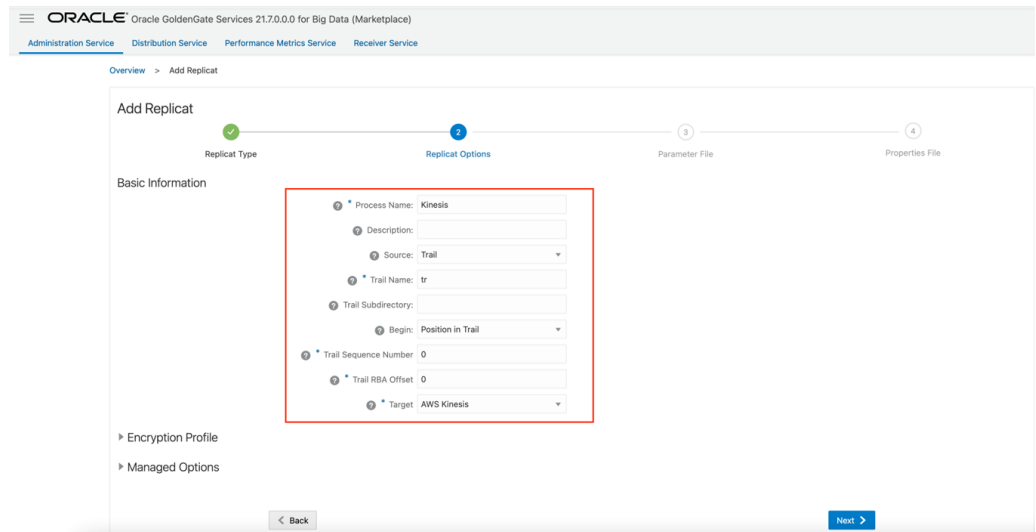 ORACLE® Oracle GoldenGate Services 21.7.0.0.0 for Big Data (Marketplace)
Administration Service Distribution Service Performance Metrics Service Receiver Service
Overview > Add Replicat
Add Replicat
2 3 4
Replicat Type Replicat Options Parameter File Properties File
Basic Information
? * Process Name: Kinesis
? Description:
? Source: Trail
? * Trail Name: tr
? Trail Subdirectory:
? Begin: Position in Trail
? * Trail Sequence Number 0
? * Trail RBA Offset 0
? * Target AWS Kinesis
Encryption Profile
Managed Options
< Back Next >